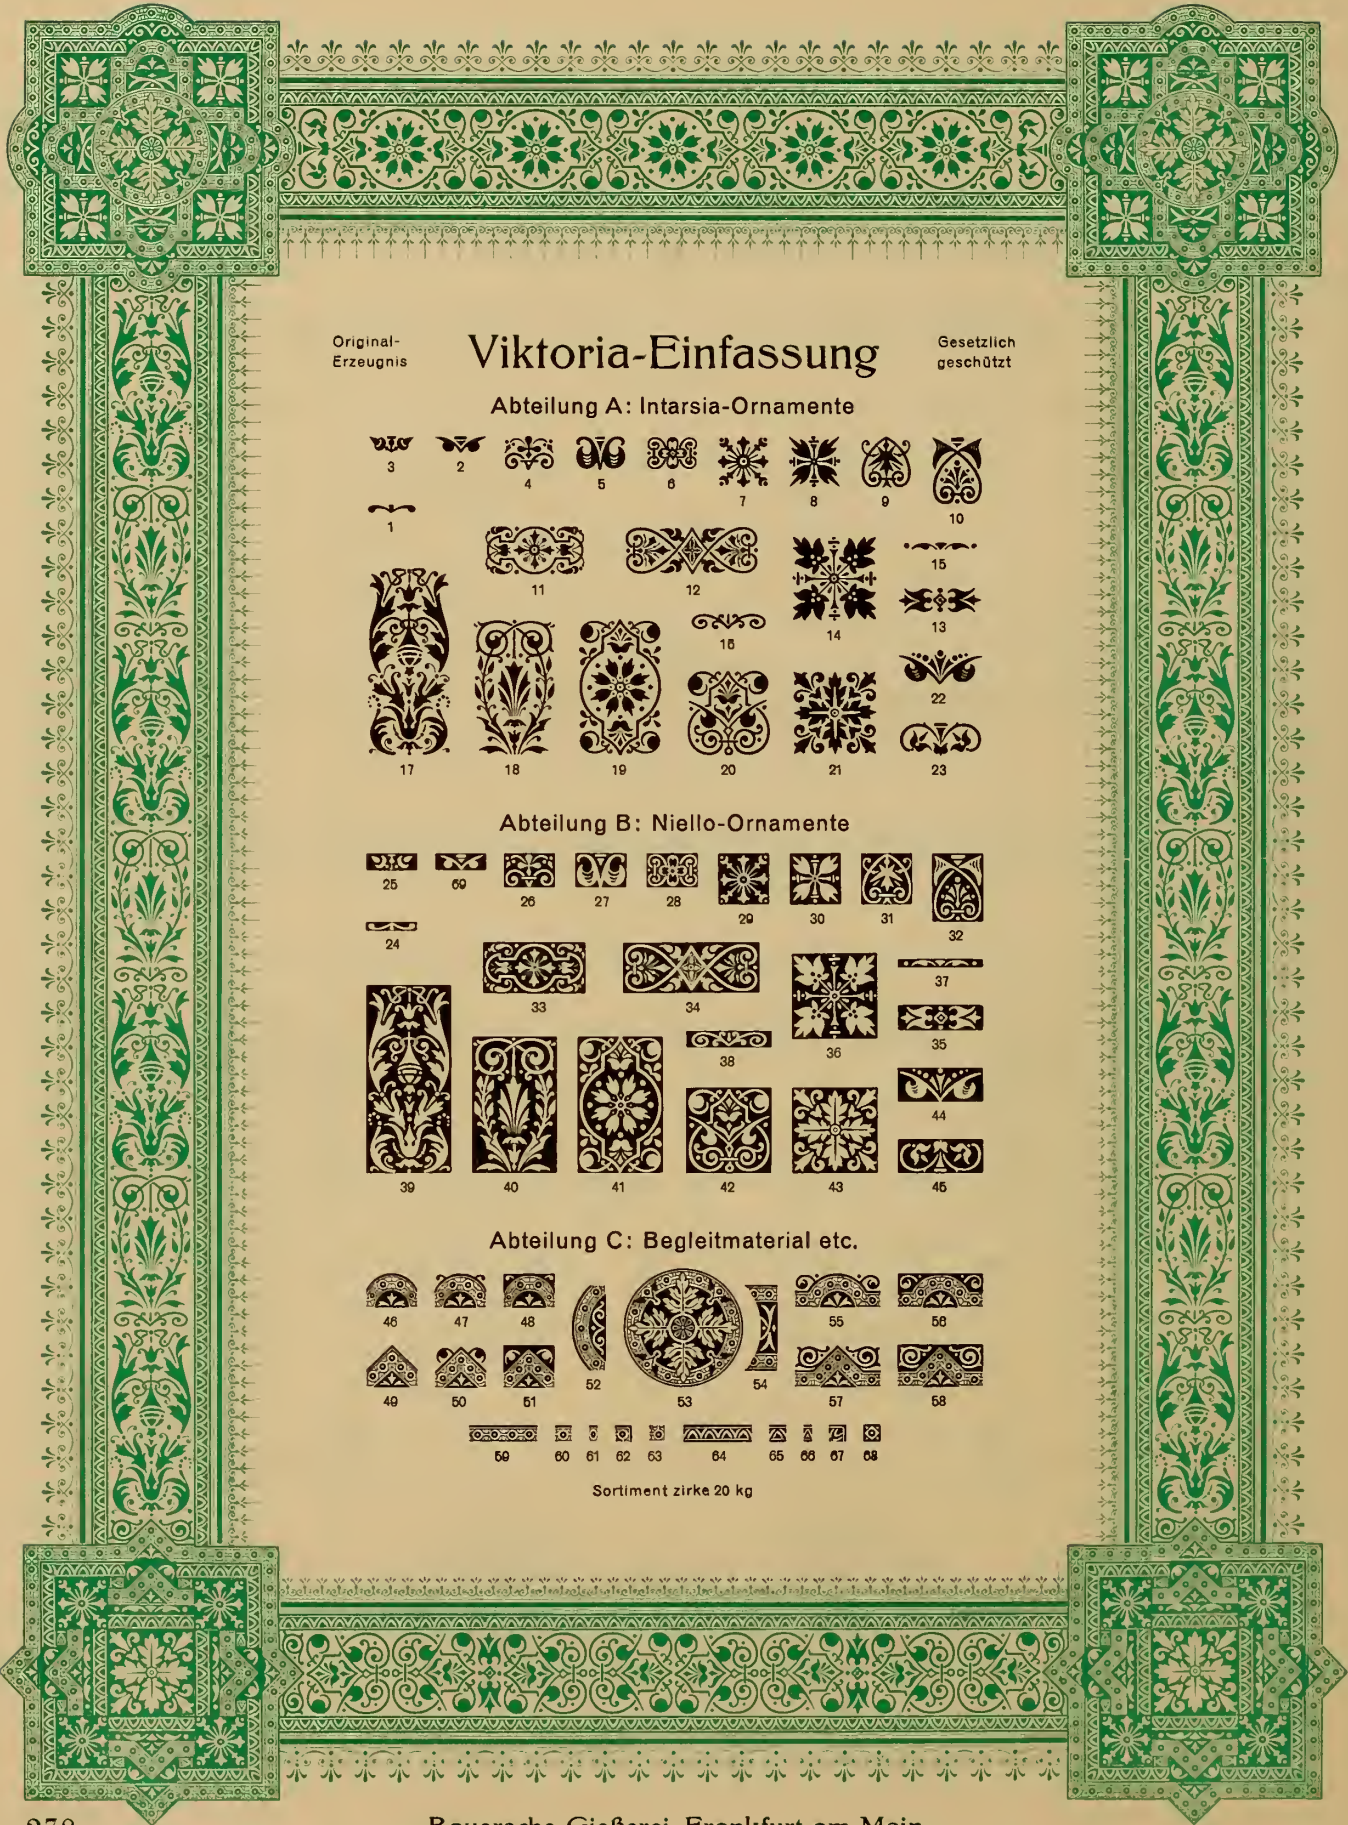 Original-
Erzeugnis
Viktoria-Einfassung
Gesetzlich
geschützt
Abteilung A: Intarsia-Ornamente
3 2 4 5 6 7 8 9 10
1
11 12 14 15
13
16
22
17 18 19 20 21 23
Abteilung B: Niello-Ornamente
25 69 26 27 28 29 30 31 32
24
33 34 36 37
35
38
44
39 40 41 42 43 45
Abteilung C: Begleitmaterial etc.
46 47 48 55 56
49 50 51 52 53 54 57 58
59 60 61 62 63 64 65 66 67 68
Sortiment zirka 20 kg
Bauersche Gießerei, Frankfurt am Main